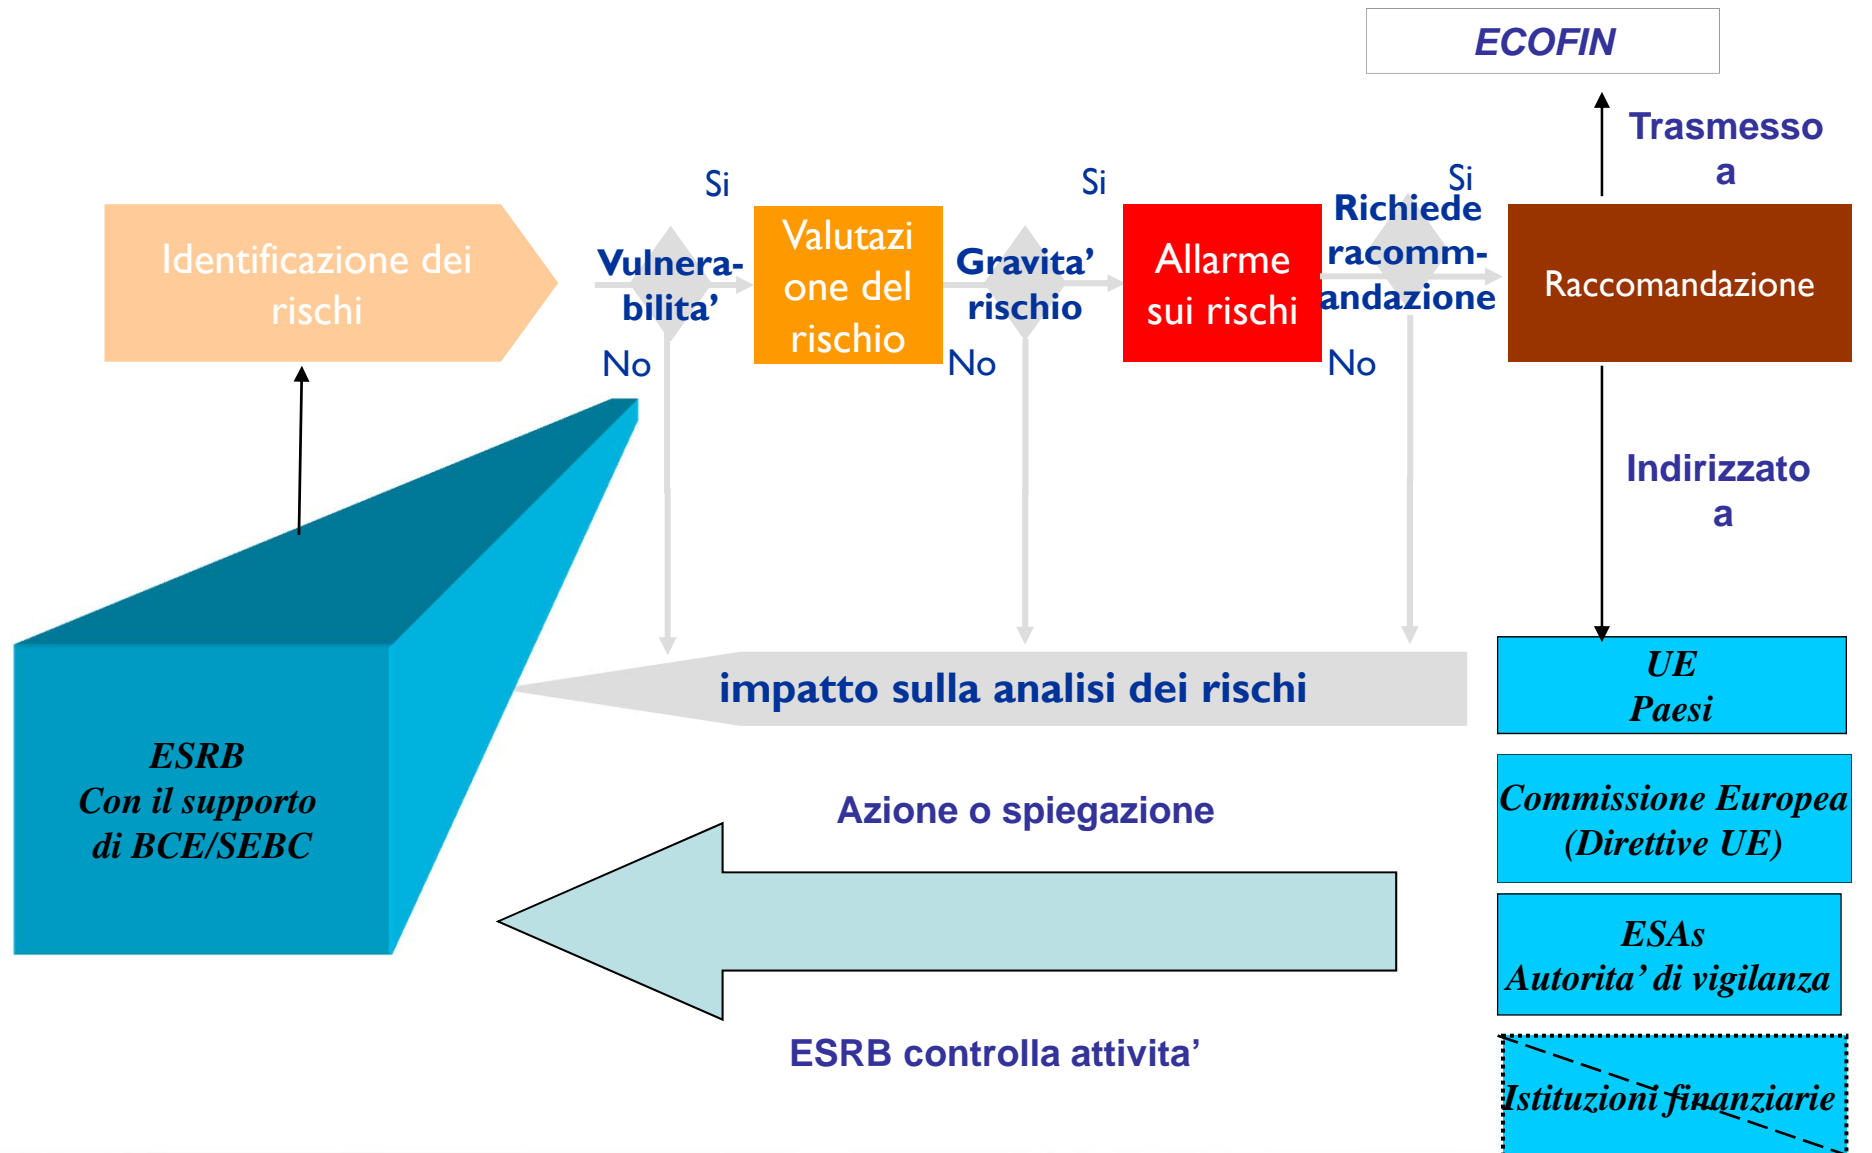 ECOFIN
Trasmesso
a
Si
Si
Si
Identificazione dei
rischi
Vulnera-
bilita’
Valutazi
one del
rischio
Gravita’
rischio
Allarme
sui rischi
Richiede
racomm-
andazione
Raccomandazione
No
No
No
Indirizzato
a
impatto sulla analisi dei rischi
UE
Paesi
ESRB
Con il supporto
di BCE/SEBC
Azione o spiegazione
Commissione Europea
(Direttive UE)
ESAs
Autorita’ di vigilanza
ESRB controlla attivita’
Istituzioni finanziarie